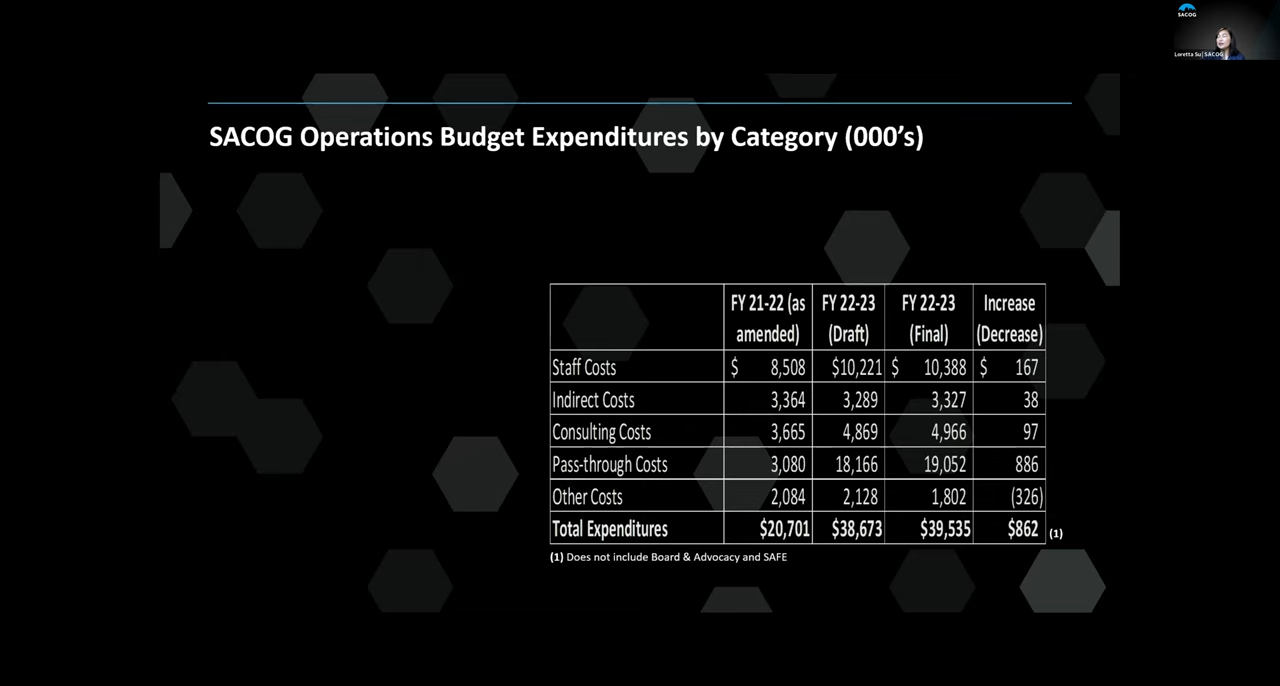 SACOG
Loretta Su | SACOG
SACOG Operations Budget Expenditures by Category (000's)
FY 21-22 (as amended) FY 22-23 (Draft) FY 22-23 (Final) Increase (Decrease)
Staff Costs $ 8,508 $10,221 $ 10,388 $ 167
Indirect Costs 3,364 3,289 3,327 38
Consulting Costs 3,665 4,869 4,966 97
Pass-through Costs 3,080 18,166 19,052 886
Other Costs 2,084 2,128 1,802 (326)
Total Expenditures $20,701 $38,673 $39,535 $862 (1)
(1) Does not include Board & Advocacy and SAFE